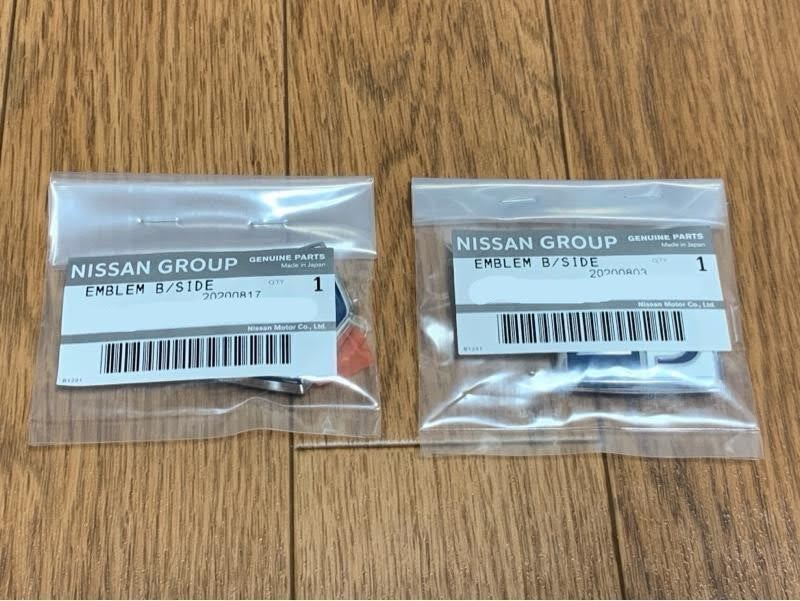 NISSAN GROUP GENUINE PARTS
Made in Japan
EMBLEM B/SIDE QTY 1
20200817
Nissan Motor Co., Ltd.
B1201
NISSAN GROUP GENUINE PARTS
Made in Japan
EMBLEM B/SIDE QTY 1
20200803
Nissan Motor Co., Ltd.
B1201